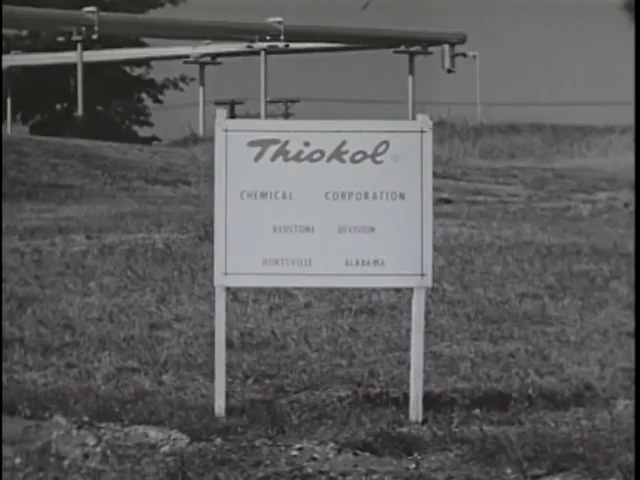 Thiokol
CHEMICAL CORPORATION
REDSTONE DIVISION
HUNTSVILLE ALABAMA